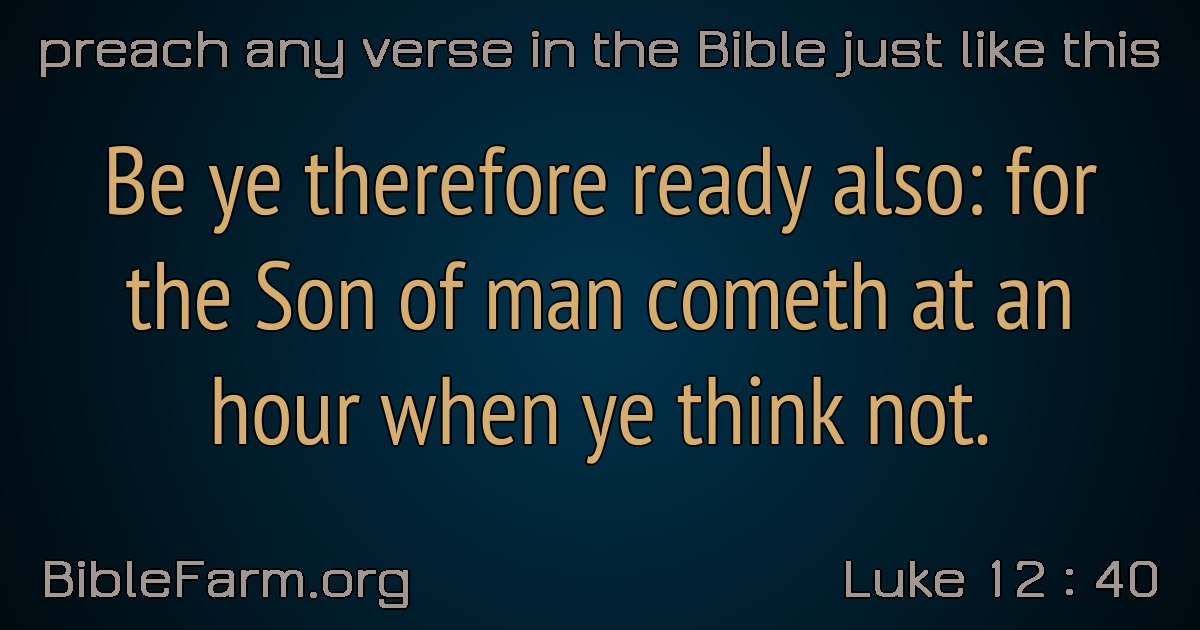 preach any verse in the Bible just like this
Be ye therefore ready also: for
the Son of man cometh at an
hour when ye think not.
BibleFarm.org
Luke 12 : 40